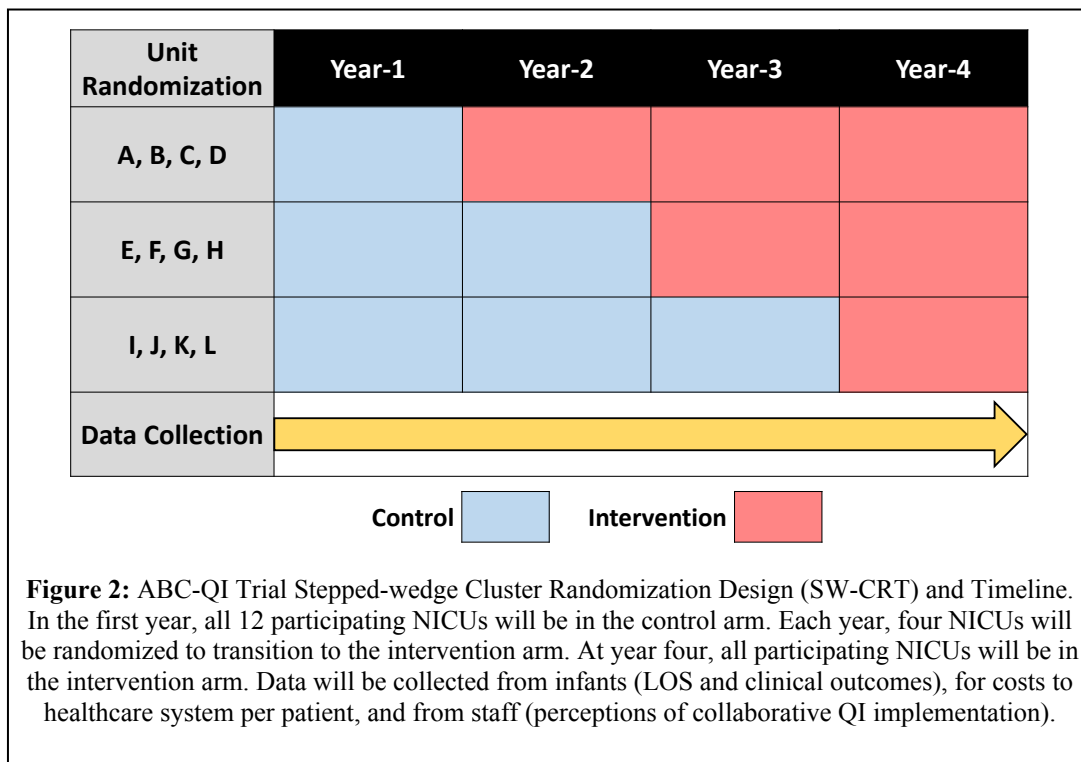 Unit
Randomization
Year-1
Year-2
Year-3
Year-4
A, B, C, D
E, F, G, H
I, J, K, L
Data Collection
Control
Intervention
Figure 2: ABC-QI Trial Stepped-wedge Cluster Randomization Design (SW-CRT) and Timeline.
In the first year, all 12 participating NICUs will be in the control arm. Each year, four NICUs will
be randomized to transition to the intervention arm. At year four, all participating NICUs will be in
the intervention arm. Data will be collected from infants (LOS and clinical outcomes), for costs to
healthcare system per patient, and from staff (perceptions of collaborative QI implementation).